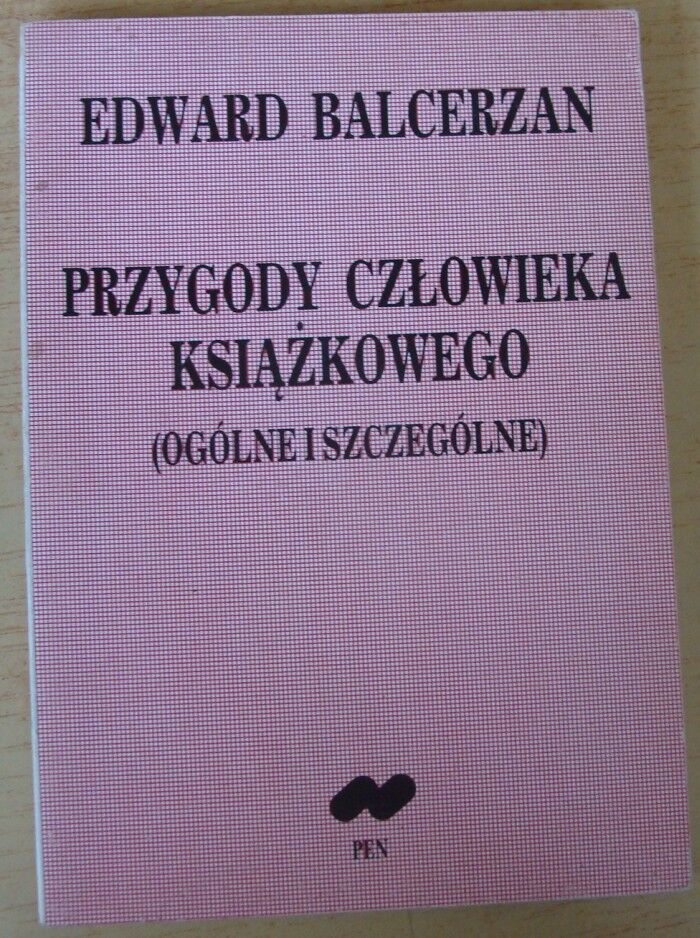 EDWARD BALCERZAN
PRZYGODY CZŁOWIEKA
KSIĄŻKOWEGO
(OGÓLNE I SZCZEGÓLNE)
PEN